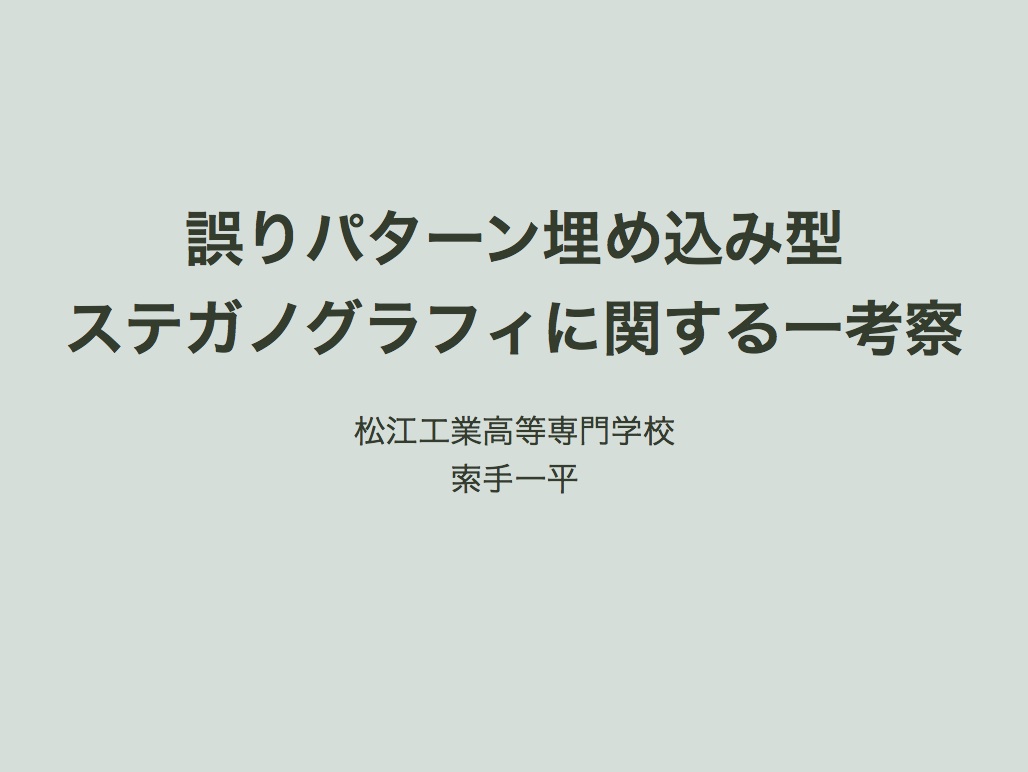 誤りパターン埋め込み型
ステガノグラフィに関する一考察
松江工業高等専門学校
索手一平